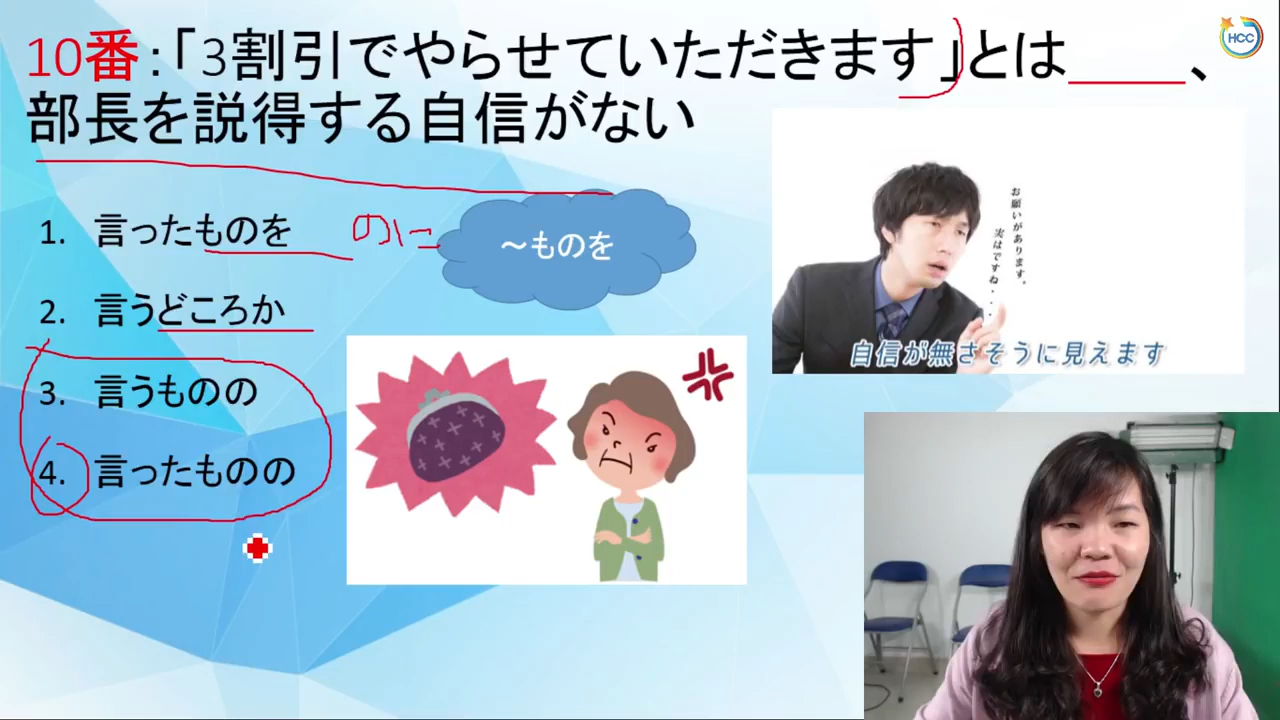 10番:「3割引でやらせていただきます」とは____、
部長を説得する自信がない
1. 言ったものを
のに
～ものを
2. 言うどころか
3. 言うものの
4. 言ったものの
お願いがあります。
実はですね・・・
自信が無さそうに見えます
HCC